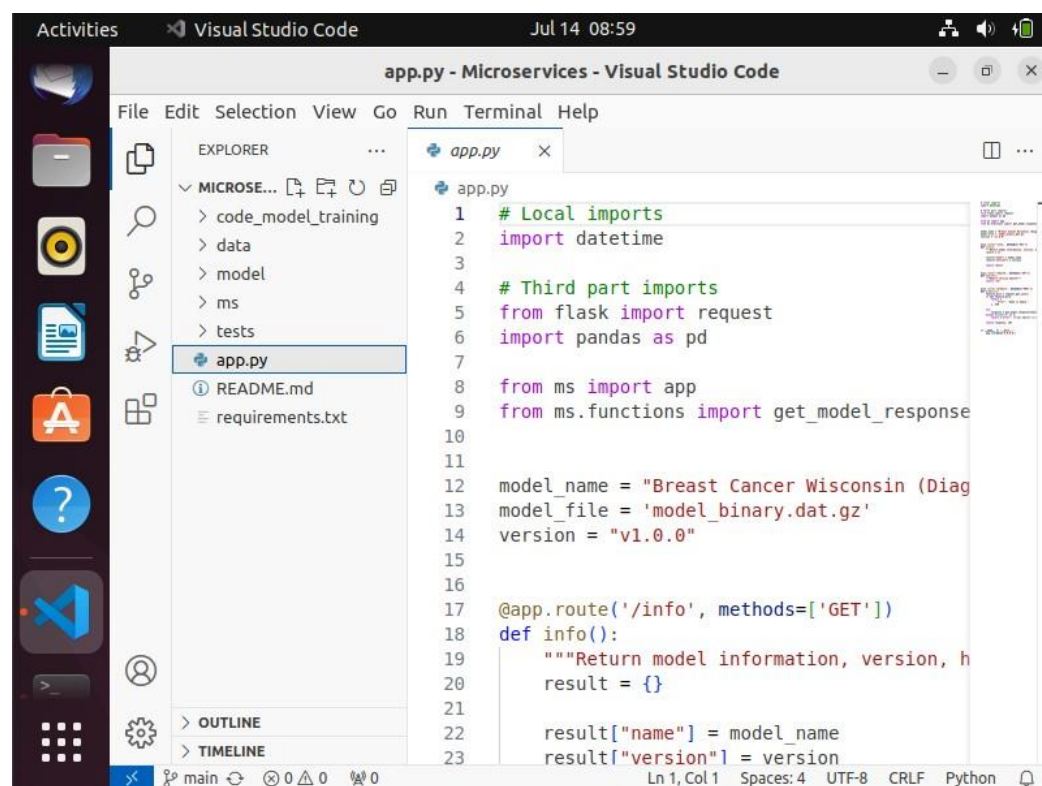 Activities Visual Studio Code Jul 14 08:59
app.py - Microservices - Visual Studio Code
File Edit Selection View Go Run Terminal Help
EXPLORER
MICROSE...
code_model_training
data
model
ms
tests
app.py
README.md
requirements.txt
OUTLINE
TIMELINE
app.py
app.py
1 # Local imports
2 import datetime
3
4 # Third part imports
5 from flask import request
6 import pandas as pd
7
8 from ms import app
9 from ms.functions import get_model_response
10
11
12 model_name = "Breast Cancer Wisconsin (Diag
13 model_file = 'model_binary.dat.gz'
14 version = "v1.0.0"
15
16
17 @app.route('/info', methods=['GET'])
18 def info():
19 """Return model information, version, h
20 result = {}
21
22 result["name"] = model_name
23 result["version"] = version
main 0 0 0 Ln 1, Col 1 Spaces: 4 UTF-8 CRLF Python